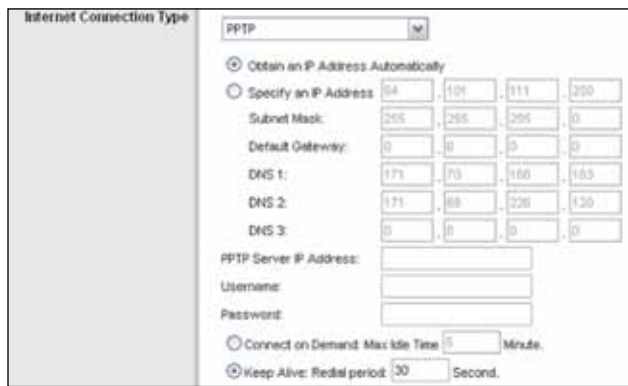 Internet Connection Type
PPTP
Obtain an IP Address Automatically
Specify an IP Address 64 . 101 . 111 . 250
Subnet Mask: 255 . 255 . 255 . 0
Default Gateway: 0 . 0 . 0 . 0
DNS 1: 171 . 70 . 168 . 183
DNS 2: 171 . 69 . 226 . 120
DNS 3: 0 . 0 . 0 . 0
PPTP Server IP Address:
Username:
Password:
Connect on Demand: Max Idle Time 5 Minute.
Keep Alive: Redial period: 30 Second.